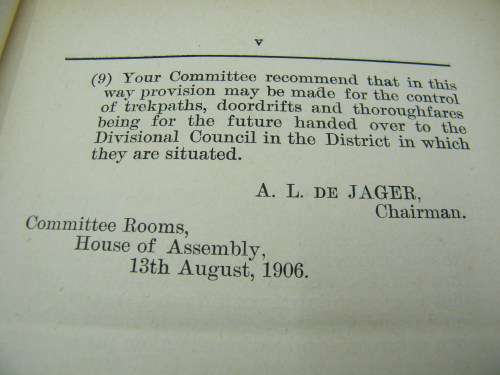 v
(9) Your Committee recommend that in this
way provision may be made for the control
of trekpaths, doordrifts and thoroughfares
being for the future handed over to the
Divisional Council in the District in which
they are situated.
A. L. DE JAGER,
Chairman.
Committee Rooms,
House of Assembly,
13th August, 1906.